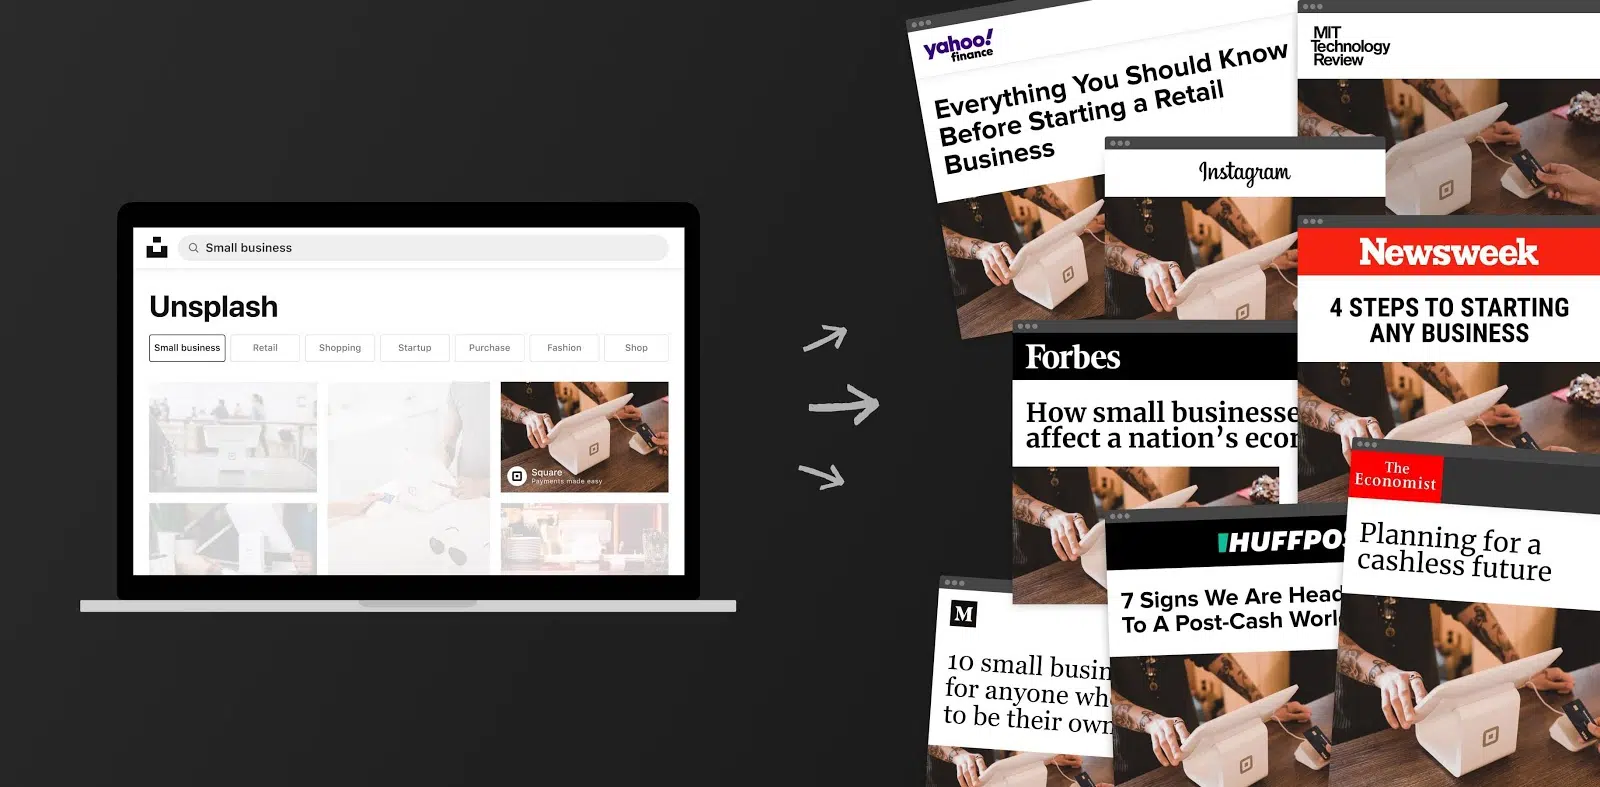 Small business
Unsplash
Small business
Retail
Shopping
Startup
Purchase
Fashion
Shop
Square
Payments made easy
yahoo!
finance
Everything You Should Know
Before Starting a Retail
Business
MIT
Technology
Review
Instagram
Newsweek
4 STEPS TO STARTING
ANY BUSINESS
Forbes
How small businesse
affect a nation's econ
The
Economist
Planning for a
cashless future
HUFFPOS
7 Signs We Are Head
To A Post-Cash Worl
M
10 small busin
for anyone wh
to be their own